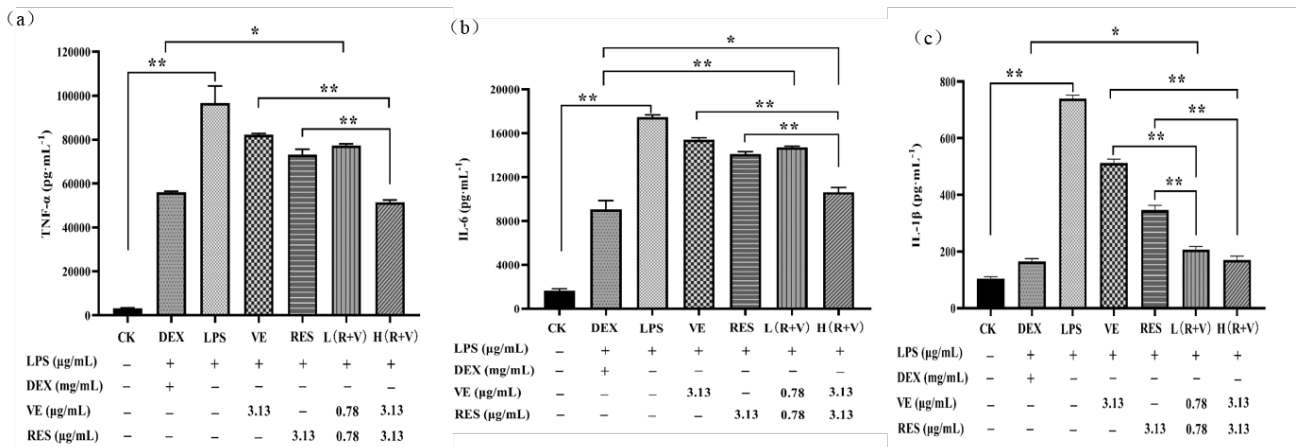 (a)
*
**
**
**
TNF-α (pg·mL⁻¹)
120000
100000
80000
60000
40000
20000
0
CK DEX LPS VE RES L(R+V) H(R+V)
LPS (μg/mL) – + + + + + +
DEX (mg/mL) – + – – – – –
VE (μg/mL) – – – 3.13 – 0.78 3.13
RES (μg/mL) – – – – 3.13 0.78 3.13
(b)
*
**
**
**
**
IL-6 (pg·mL⁻¹)
20000
16000
12000
8000
4000
0
CK DEX LPS VE RES L(R+V) H(R+V)
LPS (μg/mL) – + + + + + +
DEX (mg/mL) – + – – – – –
VE (μg/mL) – – – 3.13 – 0.78 3.13
RES (μg/mL) – – – – 3.13 0.78 3.13
(c)
*
**
**
**
**
**
IL-1β (pg·mL⁻¹)
800
600
400
200
0
CK DEX LPS VE RES L(R+V) H(R+V)
LPS (μg/mL) – + + + + + +
DEX (mg/mL) – + – – – – –
VE (μg/mL) – – – 3.13 – 0.78 3.13
RES (μg/mL) – – – – 3.13 0.78 3.13